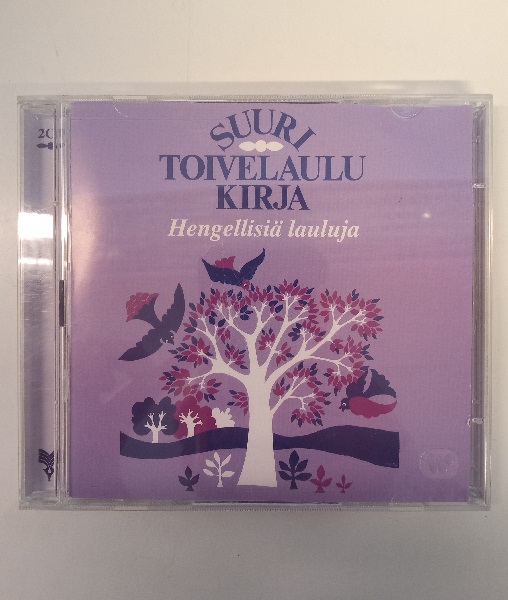 SUURI
TOIVELAULU
KIRJA
Hengellisiä lauluja